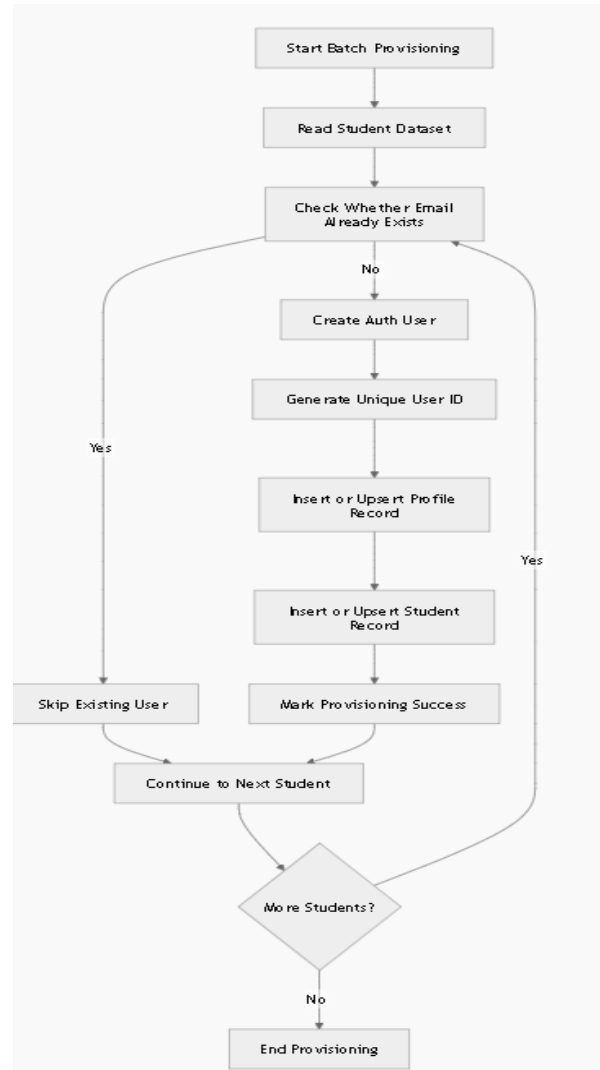 Start Batch Provisioning
Read Student Dataset
Check Whether Email
Already Exists
No
Create Auth User
Generate Unique User ID
Yes
Insert or Upsert Profile
Record
Yes
Insert or Upsert Student
Record
Skip Existing User
Mark Provisioning Success
Continue to Next Student
More Students?
No
End Provisioning